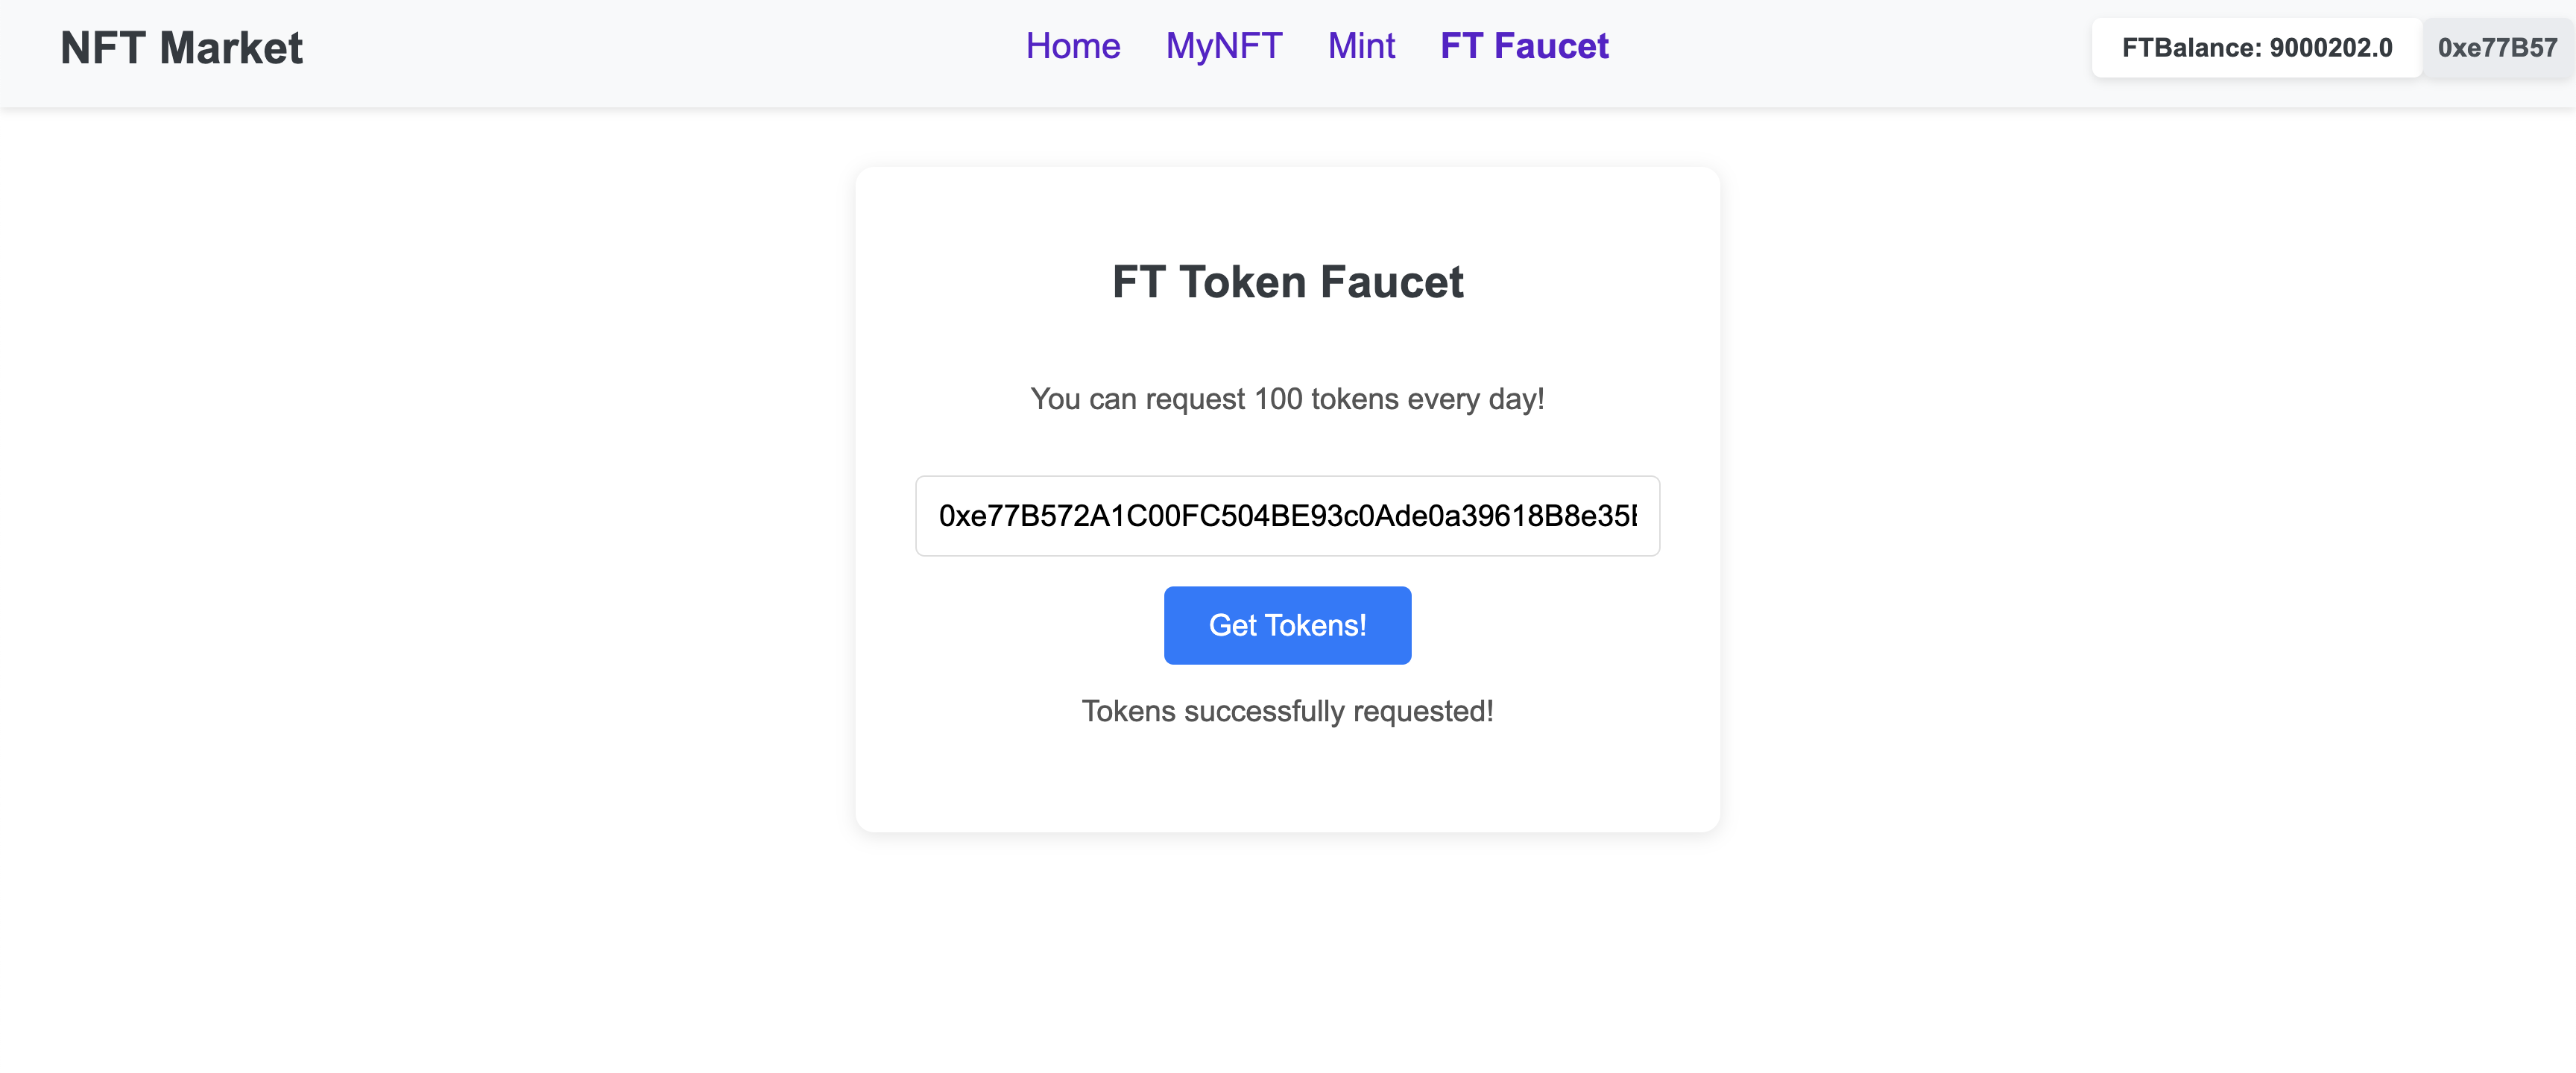 NFT Market
Home MyNFT Mint FT Faucet
FTBalance: 9000202.0 0xe77B57
FT Token Faucet
You can request 100 tokens every day!
0xe77B572A1C00FC504BE93c0Ade0a39618B8e35
Get Tokens!
Tokens successfully requested!